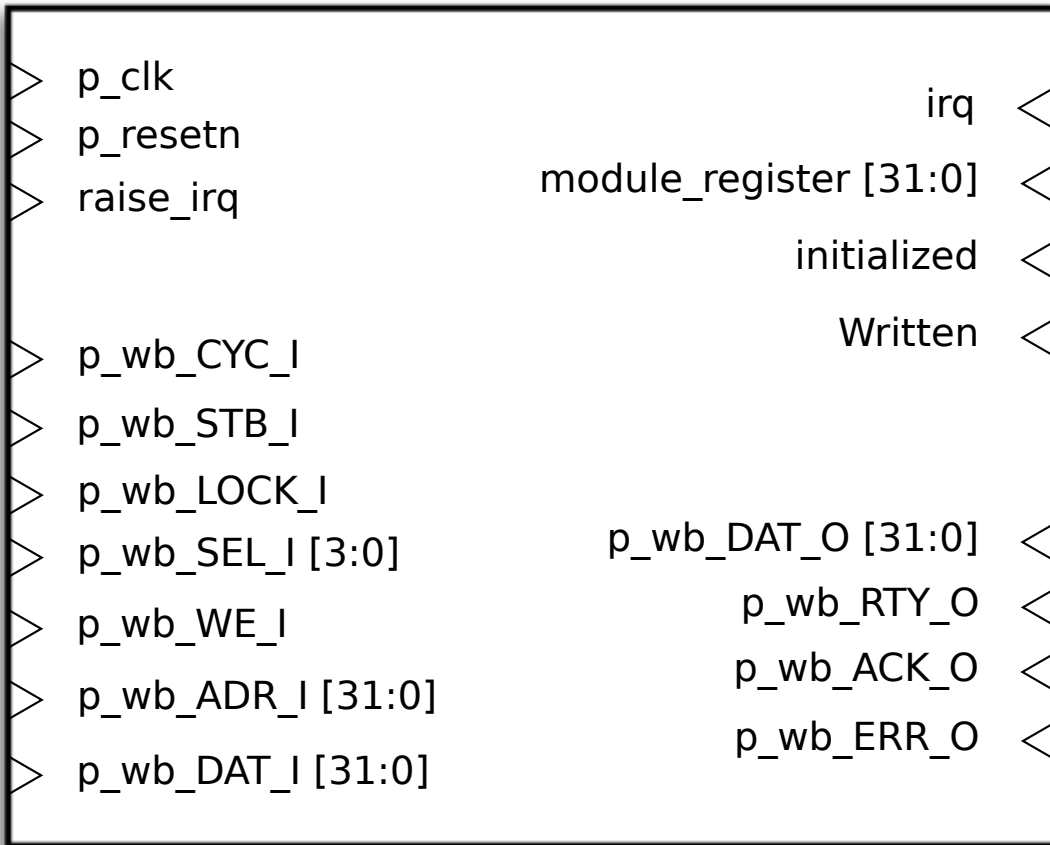 p_clk
p_resetn
raise_irq
p_wb_CYC_I
p_wb_STB_I
p_wb_LOCK_I
p_wb_SEL_I [3:0]
p_wb_WE_I
p_wb_ADR_I [31:0]
p_wb_DAT_I [31:0]
irq
module_register [31:0]
initialized
Written
p_wb_DAT_O [31:0]
p_wb_RTY_O
p_wb_ACK_O
p_wb_ERR_O